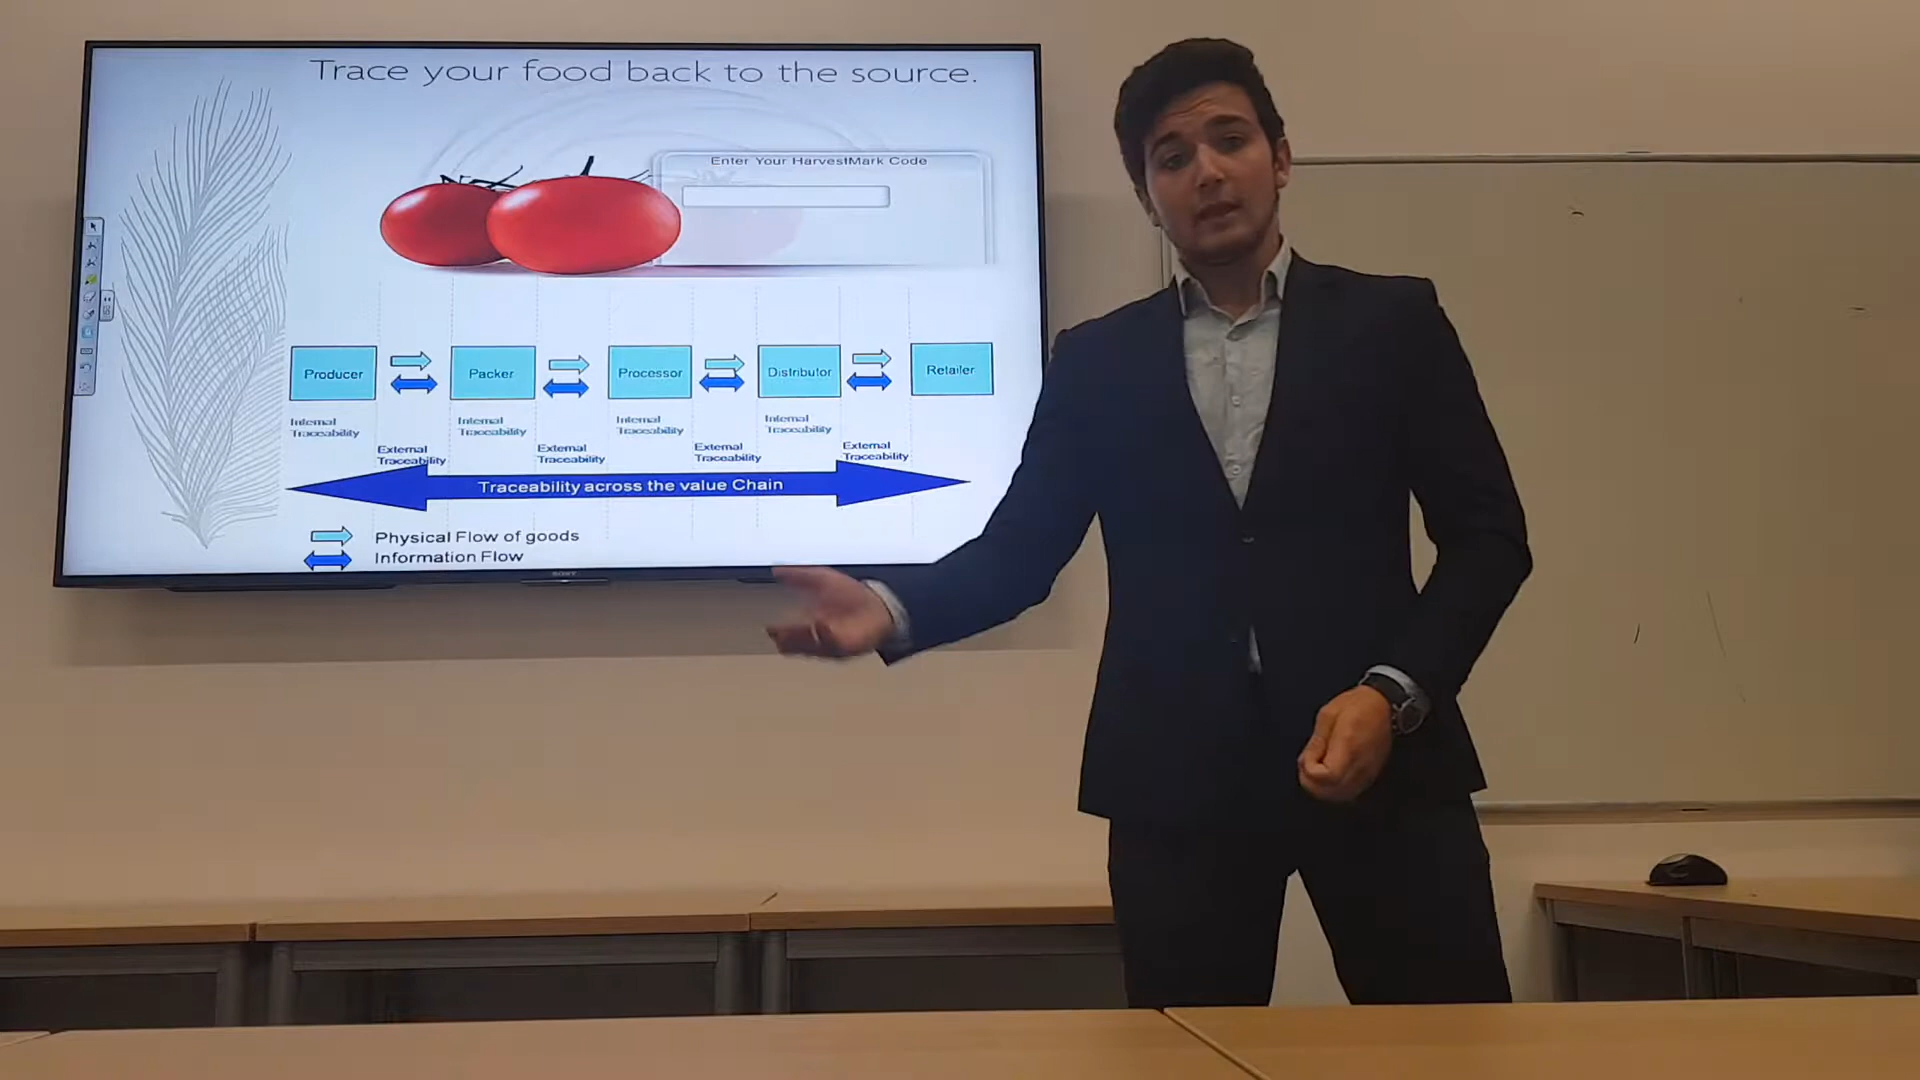 Trace your food back to the source.
Enter Your HarvestMark Code
Producer
Packer
Processor
Distributor
Retailer
Internal
Traceability
Internal
Traceability
Internal
Traceability
Internal
Traceability
External
Traceability
External
Traceability
External
Traceability
External
Traceability
Traceability across the value Chain
Physical Flow of goods
Information Flow
SONY